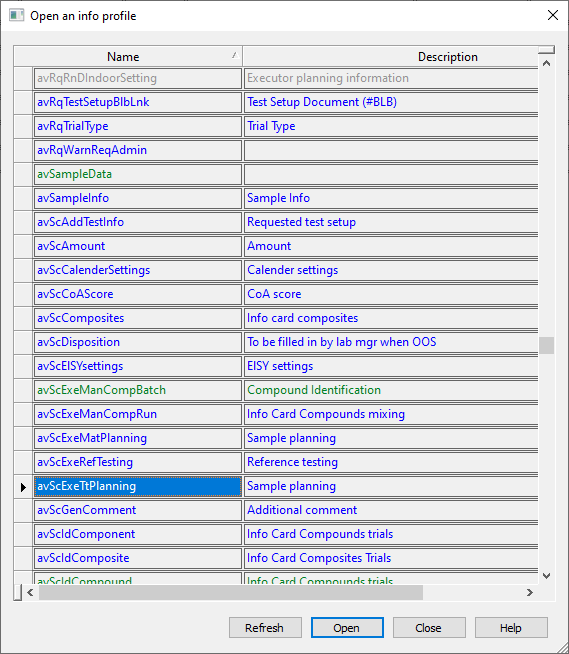 Open an info profile
Name Description
avRqRnDIndoorSetting Executor planning information
avRqTestSetupBlbLnk Test Setup Document (#BLB)
avRqTrialType Trial Type
avRqWarnReqAdmin
avSampleData
avSampleInfo Sample Info
avScAddTestInfo Requested test setup
avScAmount Amount
avScCalenderSettings Calender settings
avScCoAScore CoA score
avScComposites Info card composites
avScDisposition To be filled in by lab mgr when OOS
avScEISYsettings EISY settings
avScExeManCompBatch Compound Identification
avScExeManCompRun Info Card Compounds mixing
avScExeMatPlanning Sample planning
avScExeRefTesting Reference testing
avScExeTtPlanning Sample planning
avScGenComment Additional comment
avScIdComponent Info Card Compounds trials
avScIdComposite Info Card Composites Trials
avScIdCompound Info Card Compounds trials
Refresh Open Close Help